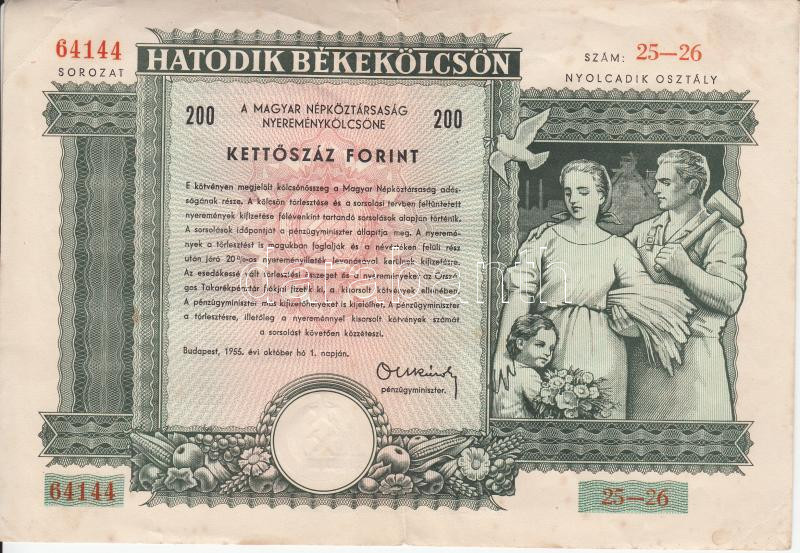 64144
SOROZAT
HATODIK BÉKEKÖLCSÖN
SZÁM: 25—26
NYOLCADIK OSZTÁLY
200 A MAGYAR NÉPKÖZTÁRSASÁG 200
NYEREMÉNYKÖLCSÖNE
KETTŐSZÁZ FORINT
E kötvényen megjelölt kölcsönösszeg a Magyar Népköztársaság adós-
ságának része. A kölcsön törlesztése és a sorsolási tervben feltüntetett
nyeremények kifizetése félévenkint tartandó sorsolások alapján történik.
A sorsolások időpontját a pénzügyminiszter állapítja meg. A nyeremé-
nyek a törlesztést is magukban foglalják és a névértéken felüli rész
után járó 20%-os nyereményilleték levonásával kerülnek kifizetésre.
Az esedékessé vált törlesztési összeget és a nyereményeket az Orszá-
gos Takarékpénztár fiókjai fizetik ki, a kisorsolt kötvények ellenében.
A pénzügyminiszter más kifizetőhelyeket is kijelölhet. A pénzügyminiszter
a törlesztésre, illetőleg a nyereménnyel kisorsolt kötvények számát
a sorsolást követően közzéteszi.
Budapest, 1955. évi október hó 1. napján.
pénzügyminiszter.
64144
25—26